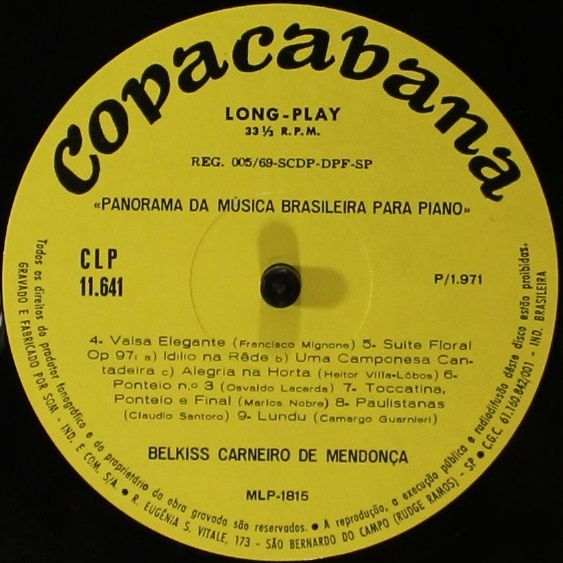 Copacabana
LONG-PLAY
33 1/3 R.P.M.
REG. 005/69-SCDP-DPF-SP
«PANORAMA DA MÚSICA BRASILEIRA PARA PIANO»
CLP
11.641
P/1.971
4- Valsa Elegante (Francisco Mignone) 5- Suite Floral
Op 97: a) Idilio na Rêde b) Uma Camponesa Can-
tadeira c) Alegria na Horta (Heitor Villa-Lôbos) 6-
Ponteio n.o 3 (Osvaldo Lacerda) 7- Toccatina,
Ponteio e Final (Marlos Nobre) 8- Paulistanas
(Claudio Santoro) 9- Lundu (Camargo Guarnieri)
BELKISS CARNEIRO DE MENDONÇA
MLP-1815
Todos os direitos do produtor fonográfico e do proprietário da obra gravada são reservados. ● A reprodução, a execução pública e radiodifusão dêste disco estão proibidas.
GRAVADO E FABRICADO POR SOM - IND. E COM. S/A. ● R. EUGÊNIA S. VITALE, 173 - SÃO BERNARDO DO CAMPO (RUDGE RAMOS) - SP ● C.G.C. 61.160.842/001 - IND. BRASILEIRA